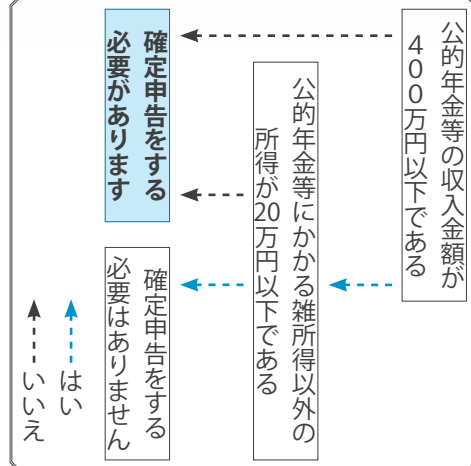 公的年金等の収入金額が
400万円以下である
公的年金等にかかる雑所得以外の
所得が20万円以下である
確定申告をする
必要があります
確定申告をする
必要はありません
はい
いいえ